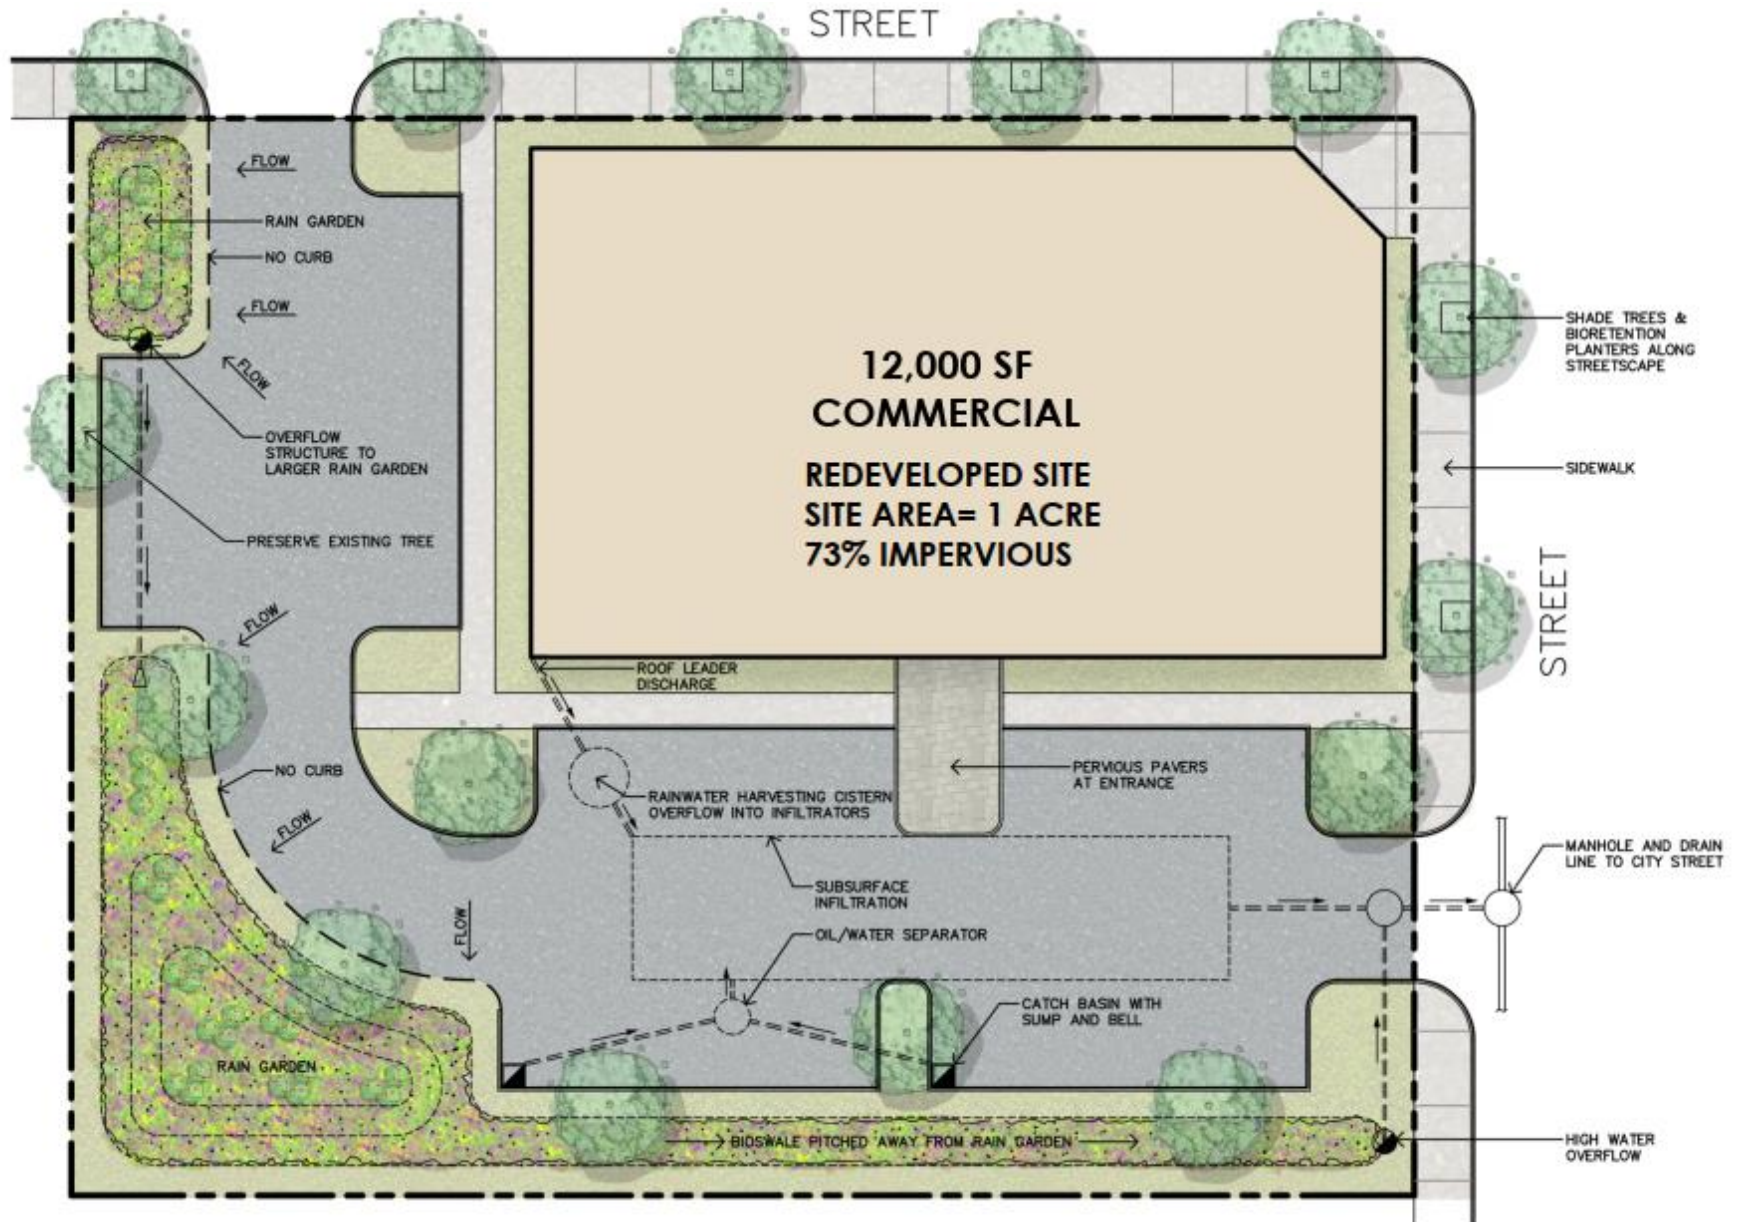 STREET
FLOW
RAIN GARDEN
NO CURB
FLOW
FLOW
OVERFLOW
STRUCTURE TO
LARGER RAIN GARDEN
PRESERVE EXISTING TREE
FLOW
12,000 SF
COMMERCIAL
REDEVELOPED SITE
SITE AREA= 1 ACRE
73% IMPERVIOUS
SHADE TREES &
BIORETENTION
PLANTERS ALONG
STREETSCAPE
SIDEWALK
STREET
ROOF LEADER
DISCHARGE
NO CURB
FLOW
RAINWATER HARVESTING CISTERN
OVERFLOW INTO INFILTRATORS
PERVIOUS PAVERS
AT ENTRANCE
MANHOLE AND DRAIN
LINE TO CITY STREET
SUBSURFACE
INFILTRATION
FLOW
OIL/WATER SEPARATOR
CATCH BASIN WITH
SUMP AND BELL
RAIN GARDEN
BIOSWALE PITCHED AWAY FROM RAIN GARDEN
HIGH WATER
OVERFLOW